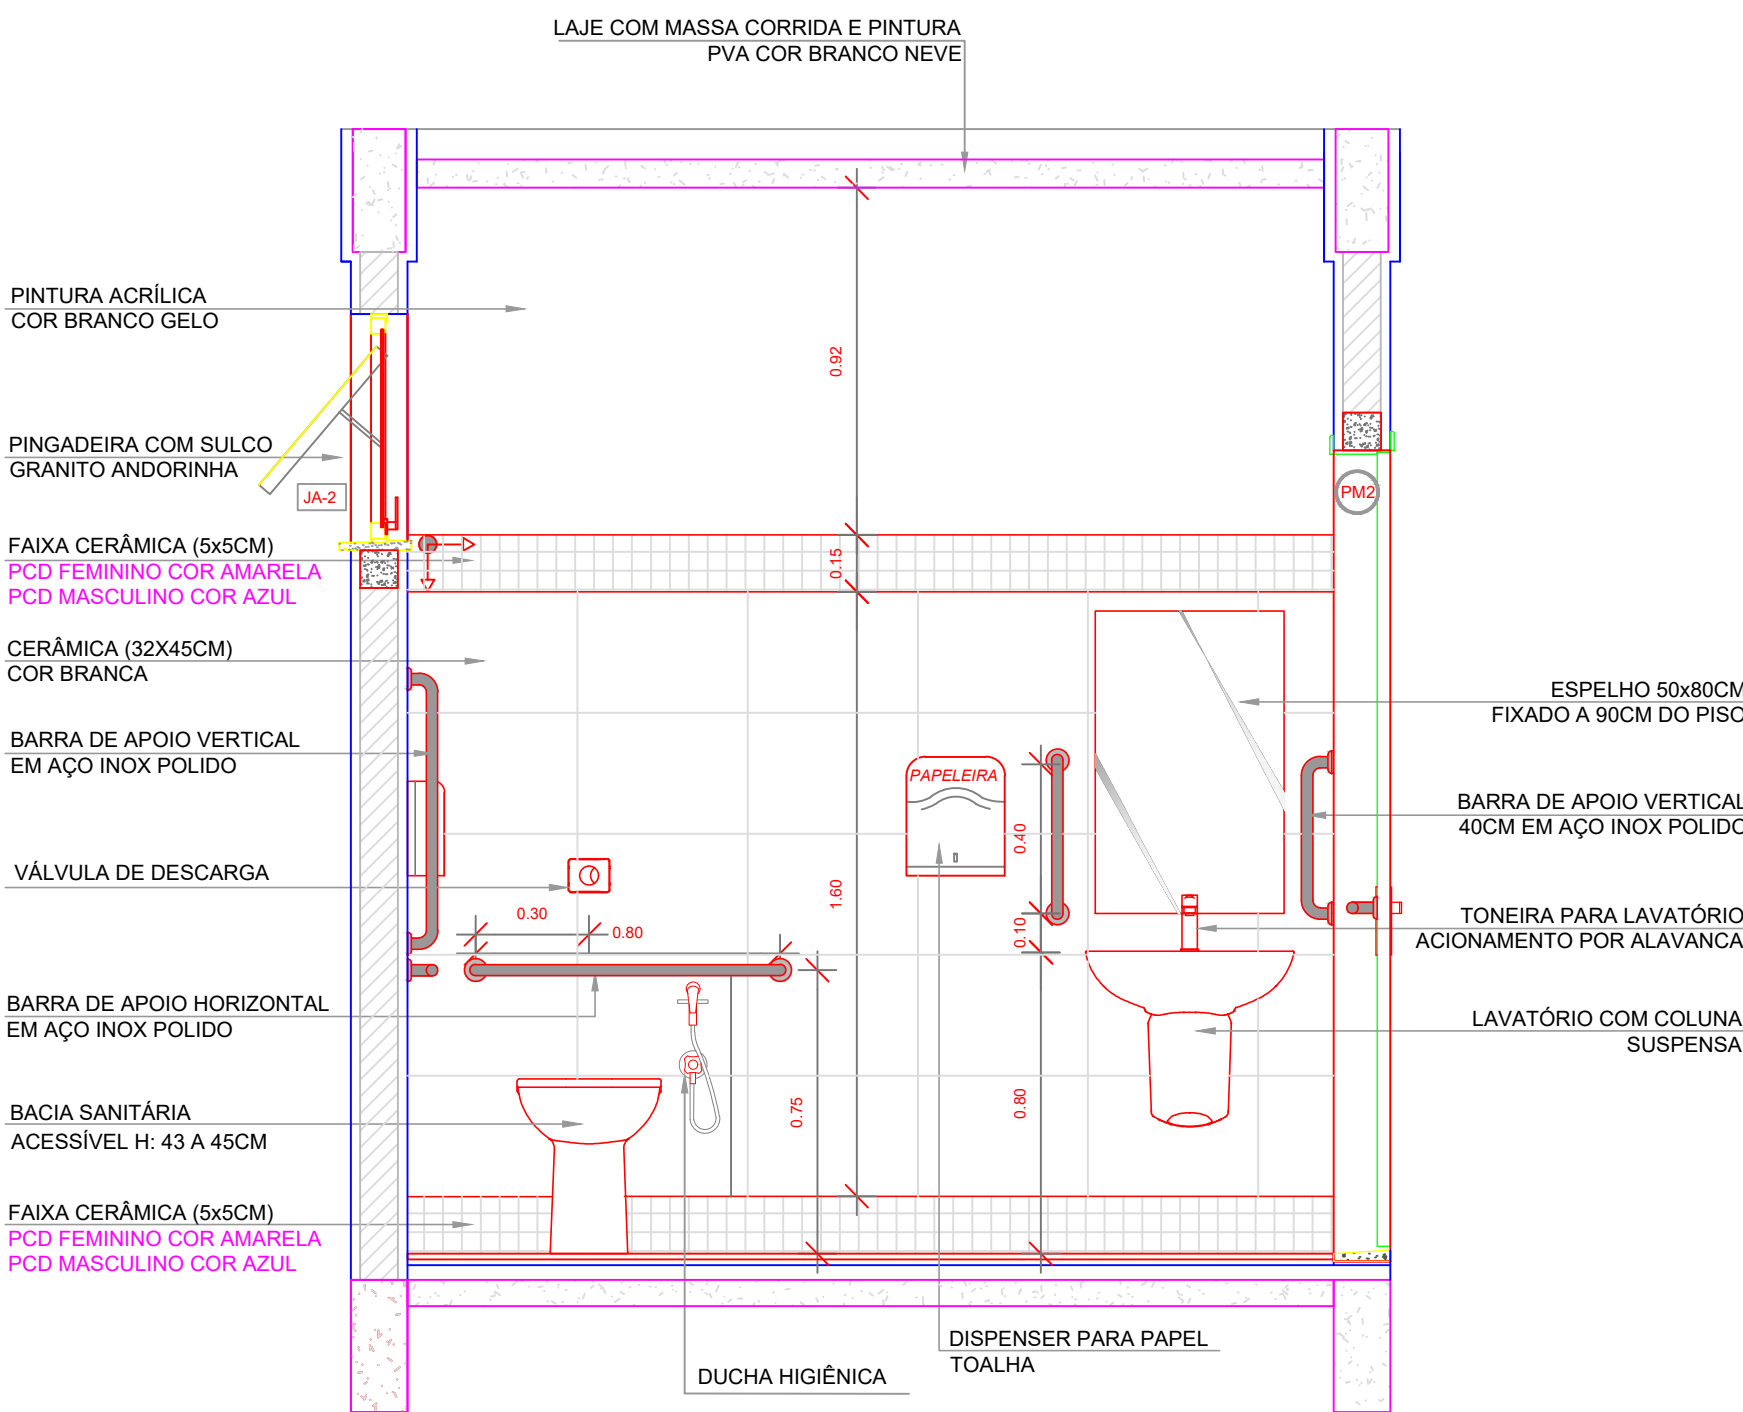 LAJE COM MASSA CORRIDA E PINTURA
PVA COR BRANCO NEVE
PINTURA ACRÍLICA
COR BRANCO GELO
0.92
PINGADEIRA COM SULCO
GRANITO ANDORINHA
JA-2
PM2
FAIXA CERÂMICA (5x5CM)
PCD FEMININO COR AMARELA
PCD MASCULINO COR AZUL
0.15
CERÂMICA (32X45CM)
COR BRANCA
ESPELHO 50x80CM
FIXADO A 90CM DO PISO
BARRA DE APOIO VERTICAL
EM AÇO INOX POLIDO
PAPELEIRA
BARRA DE APOIO VERTICAL
40CM EM AÇO INOX POLIDO
0.40
VÁLVULA DE DESCARGA
1.60
0.30
0.80
0.10
TONEIRA PARA LAVATÓRIO
ACIONAMENTO POR ALAVANCA
BARRA DE APOIO HORIZONTAL
EM AÇO INOX POLIDO
LAVATÓRIO COM COLUNA
SUSPENSA
0.75
0.80
BACIA SANITÁRIA
ACESSÍVEL H: 43 A 45CM
FAIXA CERÂMICA (5x5CM)
PCD FEMININO COR AMARELA
PCD MASCULINO COR AZUL
DISPENSER PARA PAPEL
TOALHA
DUCHA HIGIÊNICA